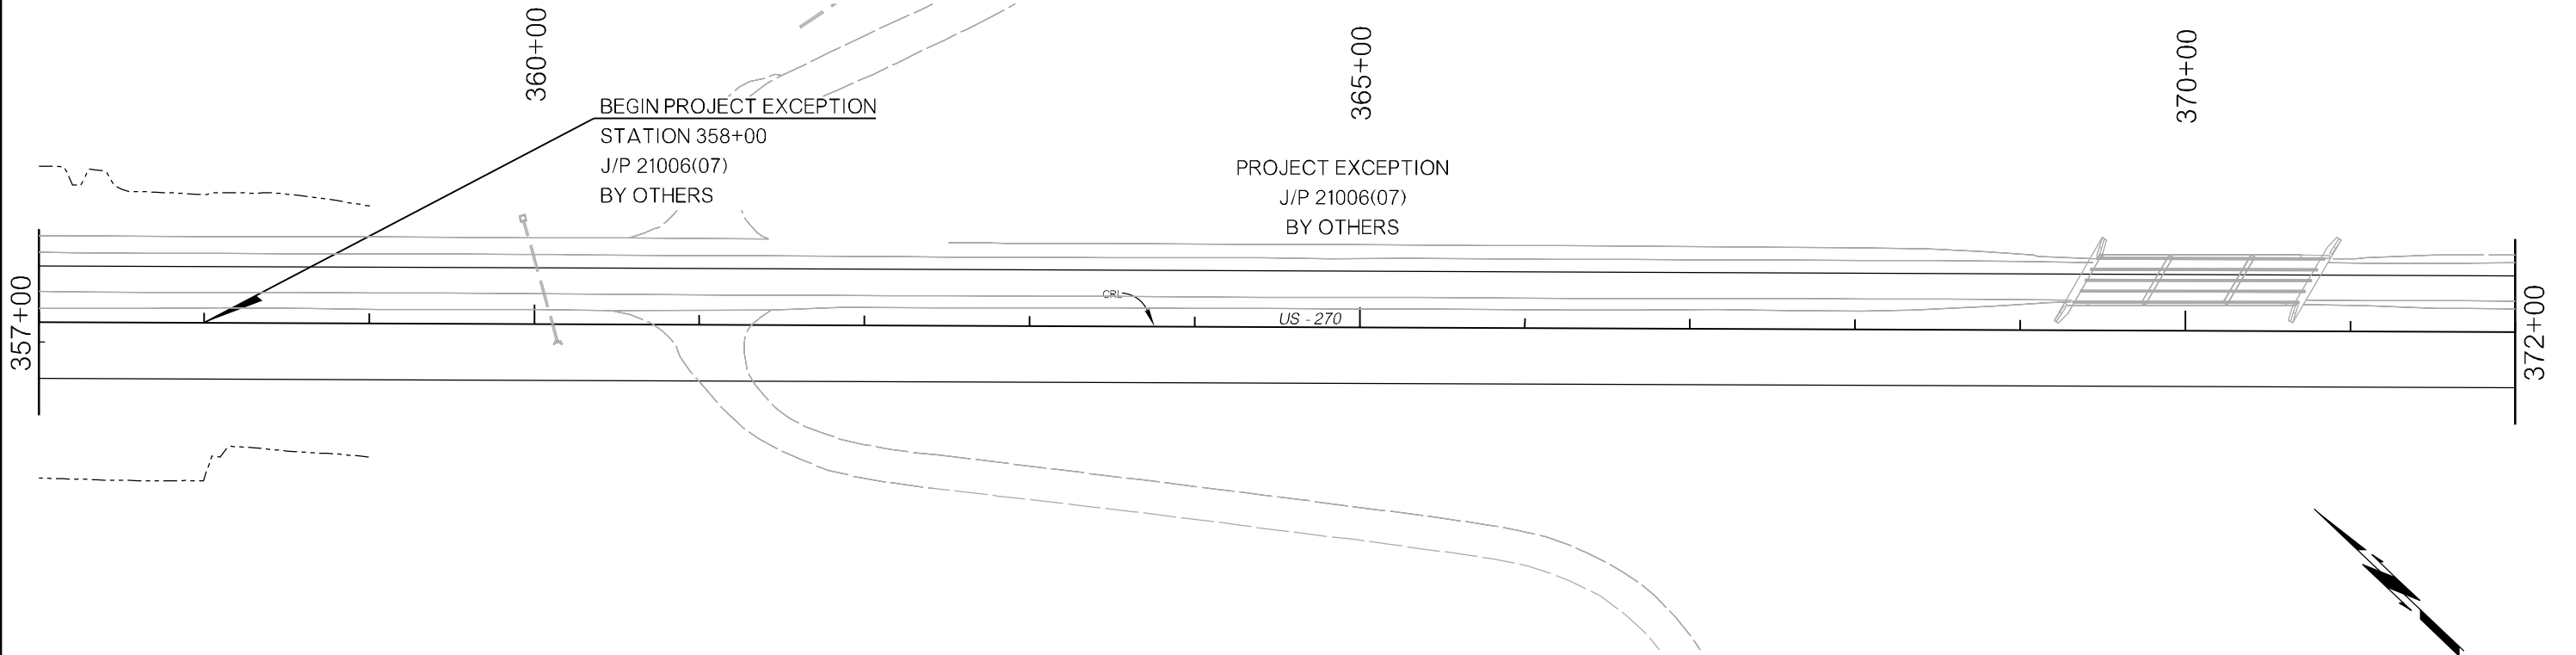 360+00
365+00
370+00
BEGIN PROJECT EXCEPTION
STATION 358+00
J/P 21006(07)
BY OTHERS
PROJECT EXCEPTION
J/P 21006(07)
BY OTHERS
357+00
CRL
US - 270
372+00